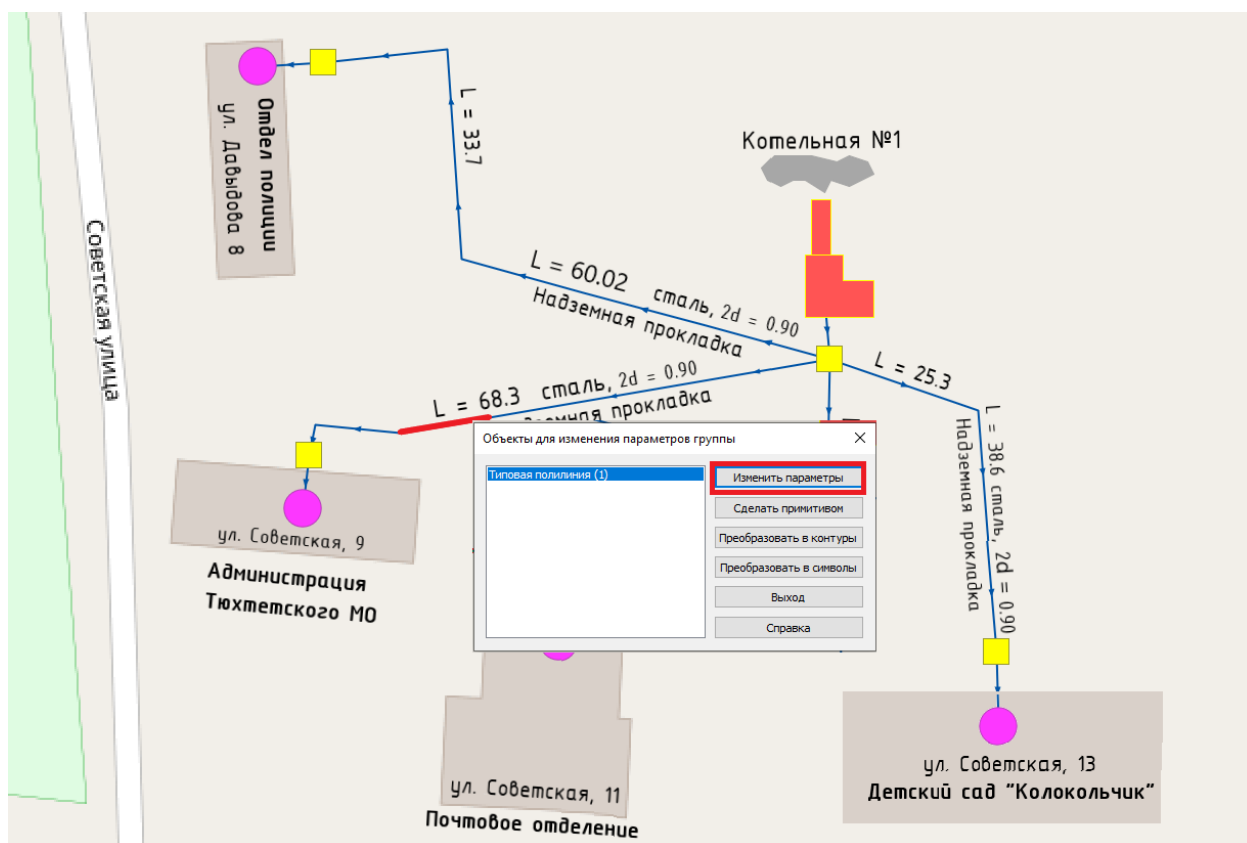 Отдел полиции
ул. Давыдова 8
L = 33.7
Котельная №1
Советская улица
L = 60.02 сталь, 2d = 0.90
Надземная прокладка
L = 25.3
L = 68.3 сталь, 2d = 0.90
прокладка
L = 38.6 сталь, 2d = 0.90
Надземная прокладка
Объекты для изменения параметров группы
Типовая полилиния (1)
Изменить параметры
Сделать примитивом
Преобразовать в контуры
Преобразовать в символы
Выход
Справка
ул. Советская, 9
Администрация
Тюхтетского МО
ул. Советская, 11
Почтовое отделение
ул. Советская, 13
Детский сад "Колокольчик"